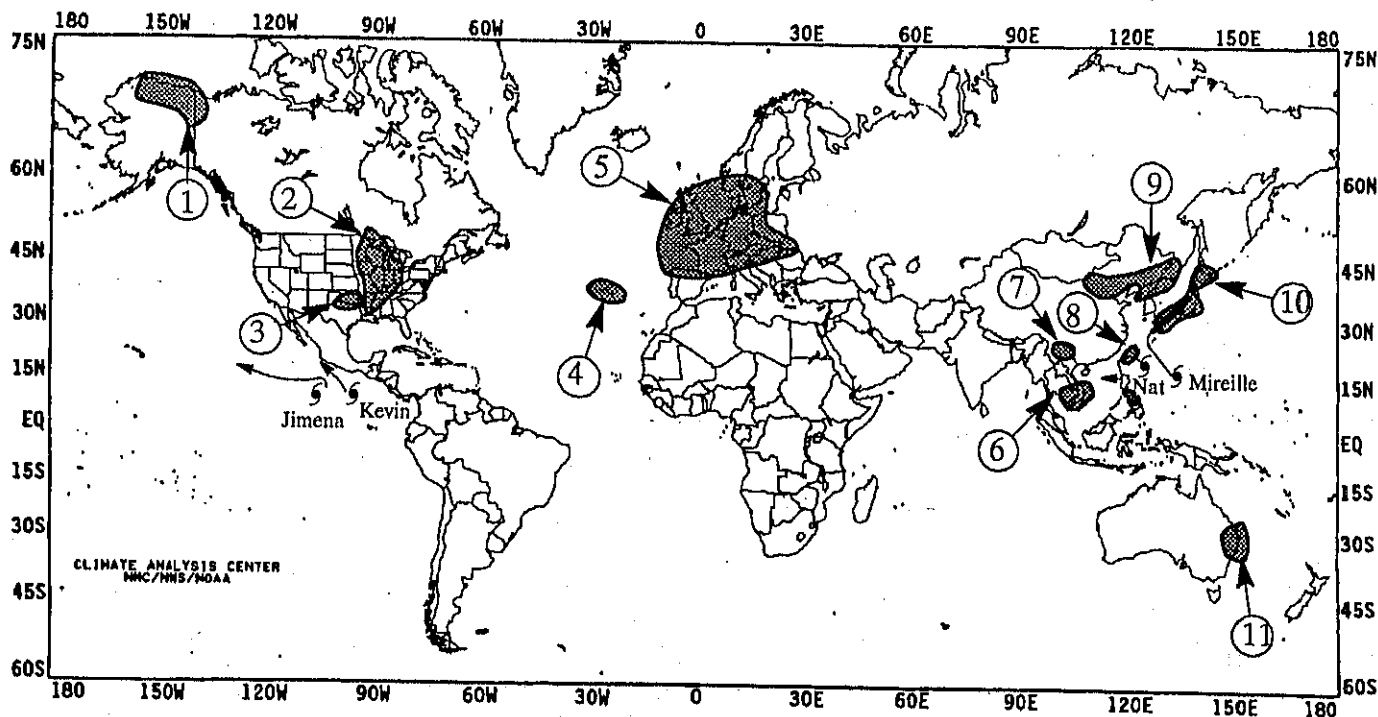 180 150W 120W 90W 60W 30W 0 30E 60E 90E 120E 150E 180
75N 75N
60N 60N
45N 45N
30N 30N
15N 15N
EQ EQ
15S 15S
30S 30S
45S 45S
60S 60S
1
2
3
4
5
6
7
8
9
10
11
Jimena
Kevin
Nat
Mireille
CLIMATE ANALYSIS CENTER
NMC/NWS/NOAA
180 150W 120W 90W 60W 30W 0 30E 60E 90E 120E 150E 180